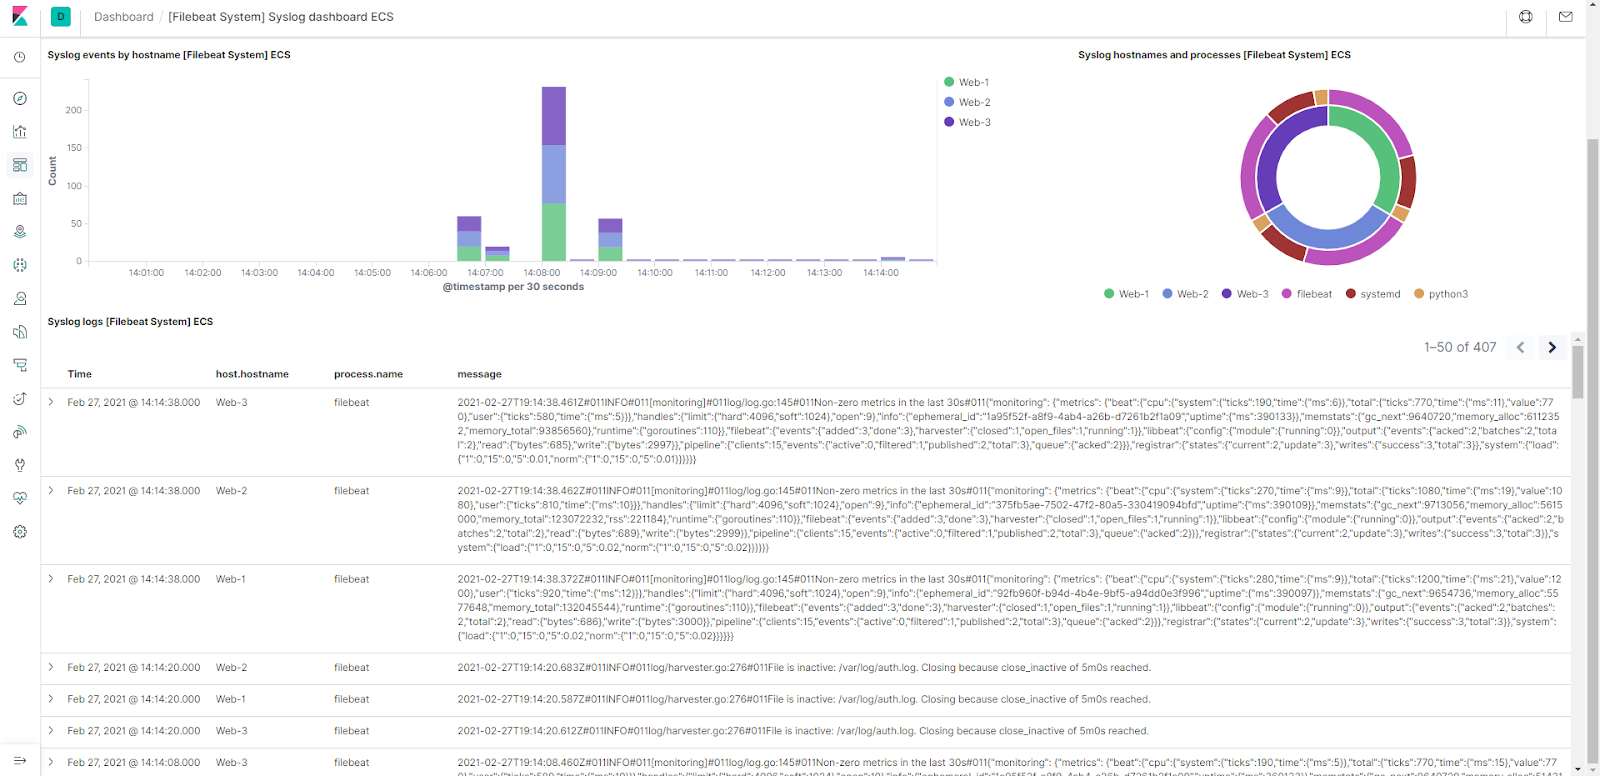 D Dashboard / [Filebeat System] Syslog dashboard ECS
Syslog events by hostname [Filebeat System] ECS
Count
200
150
100
50
0
14:01:00 14:02:00 14:03:00 14:04:00 14:05:00 14:06:00 14:07:00 14:08:00 14:09:00 14:10:00 14:11:00 14:12:00 14:13:00 14:14:00
@timestamp per 30 seconds
Web-1
Web-2
Web-3
Syslog hostnames and processes [Filebeat System] ECS
Web-1 Web-2 Web-3 filebeat systemd python3
Syslog logs [Filebeat System] ECS
1–50 of 407
Time host.hostname process.name message
Feb 27, 2021 @ 14:14:38.000 Web-3 filebeat 2021-02-27T19:14:38.461Z#011INFO#011[monitoring]#011log/log.go:145#011Non-zero metrics in the last 30s#011{"monitoring": {"metrics": {"beat":{"cpu":{"system":{"ticks":190,"time":{"ms":6}},"total":{"ticks":770,"time":{"ms":11},"value":77
0},"user":{"ticks":580,"time":{"ms":5}}},"handles":{"limit":{"hard":4096,"soft":1024},"open":9},"info":{"ephemeral_id":"1a95f52f-a8f9-4ab4-a26b-d7261b2f1a09","uptime":{"ms":390133}},"memstats":{"gc_next":9640720,"memory_alloc":611235
2,"memory_total":93856560},"runtime":{"goroutines":110}},"filebeat":{"events":{"added":3,"done":3},"harvester":{"closed":1,"open_files":1,"running":1}},"libbeat":{"config":{"module":{"running":0}},"output":{"events":{"acked":2,"batches":2,"tota
l":2},"read":{"bytes":685},"write":{"bytes":2997}},"pipeline":{"clients":15,"events":{"active":0,"filtered":1,"published":2,"total":3},"queue":{"acked":2}}},"registrar":{"states":{"current":2,"update":3},"writes":{"success":3,"total":3}},"system":{"load":
{"1":0,"15":0,"5":0.01,"norm":{"1":0,"15":0,"5":0.01}}}}}}
Feb 27, 2021 @ 14:14:38.000 Web-2 filebeat 2021-02-27T19:14:38.462Z#011INFO#011[monitoring]#011log/log.go:145#011Non-zero metrics in the last 30s#011{"monitoring": {"metrics": {"beat":{"cpu":{"system":{"ticks":270,"time":{"ms":9}},"total":{"ticks":1080,"time":{"ms":19},"value":10
80},"user":{"ticks":810,"time":{"ms":10}}},"handles":{"limit":{"hard":4096,"soft":1024},"open":9},"info":{"ephemeral_id":"375fb5ae-7502-47f2-80a5-330419094bfd","uptime":{"ms":390109}},"memstats":{"gc_next":9713056,"memory_alloc":5615
000,"memory_total":123072232,"rss":221184},"runtime":{"goroutines":110}},"filebeat":{"events":{"added":3,"done":3},"harvester":{"closed":1,"open_files":1,"running":1}},"libbeat":{"config":{"module":{"running":0}},"output":{"events":{"acked":2,"b
atches":2,"total":2},"read":{"bytes":689},"write":{"bytes":2999}},"pipeline":{"clients":15,"events":{"active":0,"filtered":1,"published":2,"total":3},"queue":{"acked":2}}},"registrar":{"states":{"current":2,"update":3},"writes":{"success":3,"total":3}},"s
ystem":{"load":{"1":0,"15":0,"5":0.02,"norm":{"1":0,"15":0,"5":0.02}}}}}}
Feb 27, 2021 @ 14:14:38.000 Web-1 filebeat 2021-02-27T19:14:38.372Z#011INFO#011[monitoring]#011log/log.go:145#011Non-zero metrics in the last 30s#011{"monitoring": {"metrics": {"beat":{"cpu":{"system":{"ticks":280,"time":{"ms":9}},"total":{"ticks":1200,"time":{"ms":21},"value":12
00},"user":{"ticks":920,"time":{"ms":12}}},"handles":{"limit":{"hard":4096,"soft":1024},"open":9},"info":{"ephemeral_id":"92fb960f-b94d-4b4e-9bf5-a94dd0e3f996","uptime":{"ms":390097}},"memstats":{"gc_next":9654736,"memory_alloc":55
77648,"memory_total":132045544},"runtime":{"goroutines":110}},"filebeat":{"events":{"added":3,"done":3},"harvester":{"closed":1,"open_files":1,"running":1}},"libbeat":{"config":{"module":{"running":0}},"output":{"events":{"acked":2,"batches":
2,"total":2},"read":{"bytes":686},"write":{"bytes":3000}},"pipeline":{"clients":15,"events":{"active":0,"filtered":1,"published":2,"total":3},"queue":{"acked":2}}},"registrar":{"states":{"current":2,"update":3},"writes":{"success":3,"total":3}},"system":
{"load":{"1":0,"15":0,"5":0.02,"norm":{"1":0,"15":0,"5":0.02}}}}}}
Feb 27, 2021 @ 14:14:20.000 Web-2 filebeat 2021-02-27T19:14:20.683Z#011INFO#011log/harvester.go:276#011File is inactive: /var/log/auth.log. Closing because close_inactive of 5m0s reached.
Feb 27, 2021 @ 14:14:20.000 Web-1 filebeat 2021-02-27T19:14:20.587Z#011INFO#011log/harvester.go:276#011File is inactive: /var/log/auth.log. Closing because close_inactive of 5m0s reached.
Feb 27, 2021 @ 14:14:20.000 Web-3 filebeat 2021-02-27T19:14:20.612Z#011INFO#011log/harvester.go:276#011File is inactive: /var/log/auth.log. Closing because close_inactive of 5m0s reached.
Feb 27, 2021 @ 14:14:08.000 Web-3 filebeat 2021-02-27T19:14:08.460Z#011INFO#011[monitoring]#011log/log.go:145#011Non-zero metrics in the last 30s#011{"monitoring": {"metrics": {"beat":{"cpu":{"system":{"ticks":190,"time":{"ms":5}},"total":{"ticks":770,"time":{"ms":15},"value":77